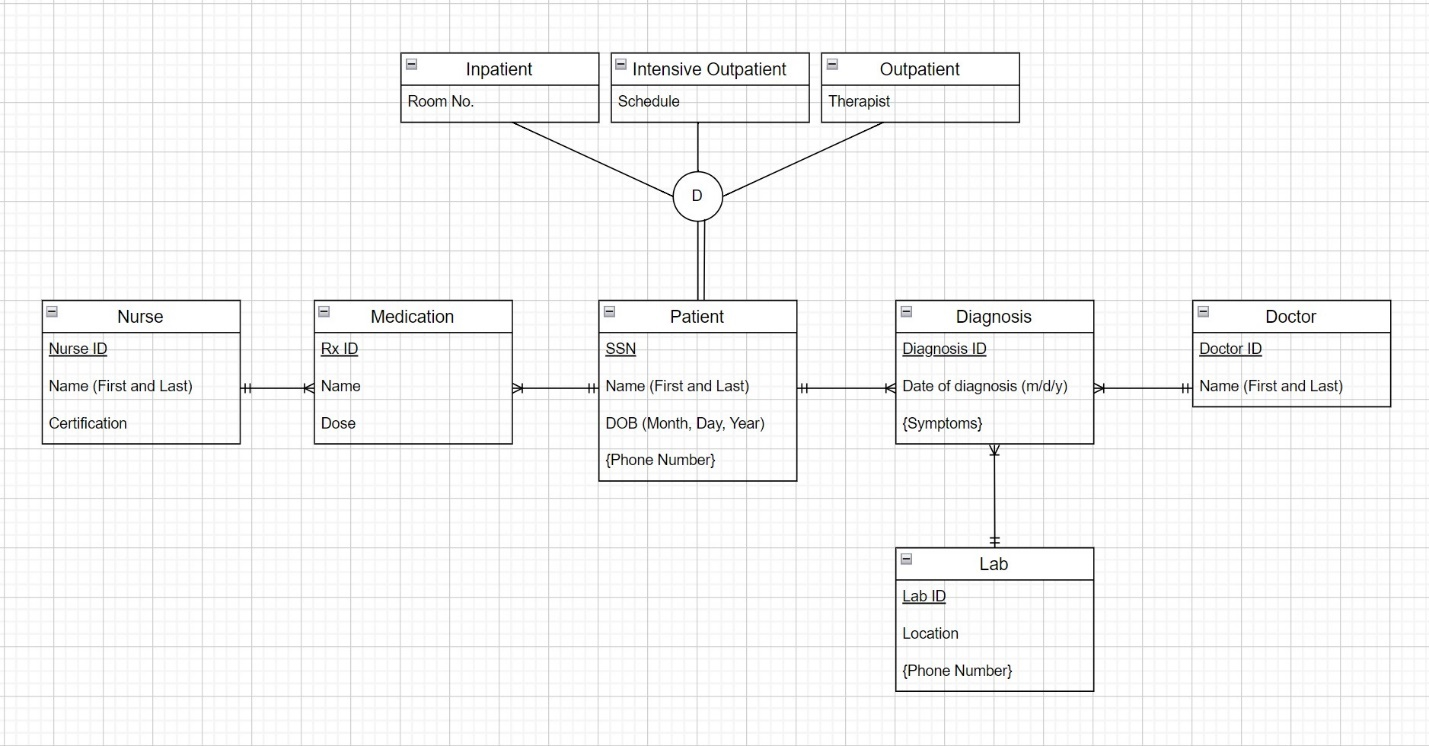 Inpatient
Room No.
Intensive Outpatient
Schedule
Outpatient
Therapist
D
Nurse
Nurse ID
Name (First and Last)
Certification
Medication
Rx ID
Name
Dose
Patient
SSN
Name (First and Last)
DOB (Month, Day, Year)
{Phone Number}
Diagnosis
Diagnosis ID
Date of diagnosis (m/d/y)
{Symptoms}
Doctor
Doctor ID
Name (First and Last)
Lab
Lab ID
Location
{Phone Number}